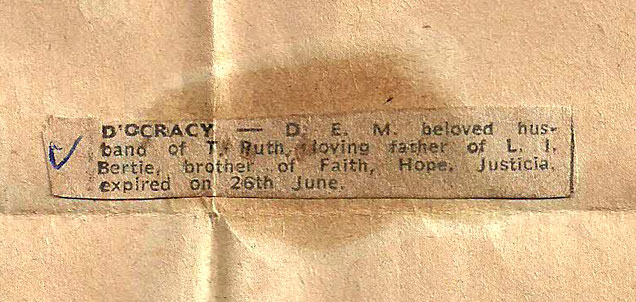 D'OCRACY — D. E. M. beloved hus-
band of T. Ruth, loving father of L. I.
Bertie, brother of Faith, Hope, Justicia,
expired on 26th June.